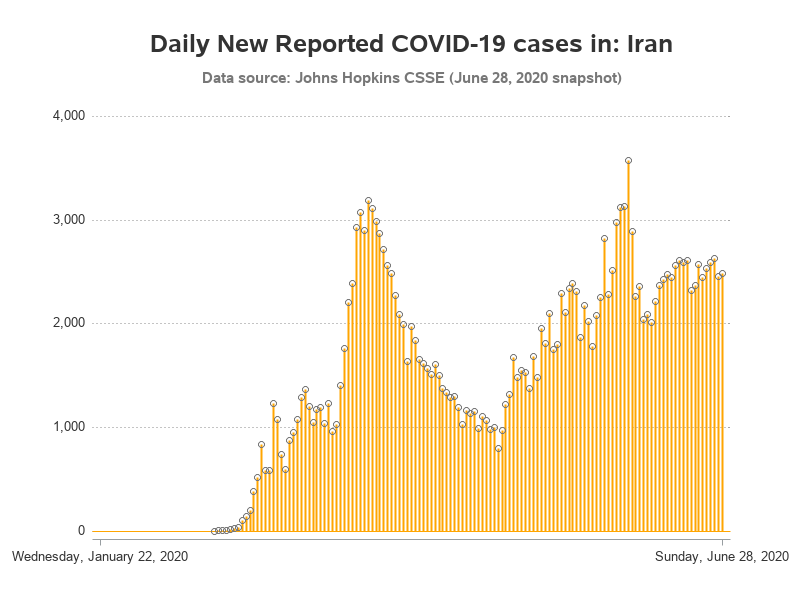 Daily New Reported COVID-19 cases in: Iran
Data source: Johns Hopkins CSSE (June 28, 2020 snapshot)
4,000
3,000
2,000
1,000
0
Wednesday, January 22, 2020
Sunday, June 28, 2020